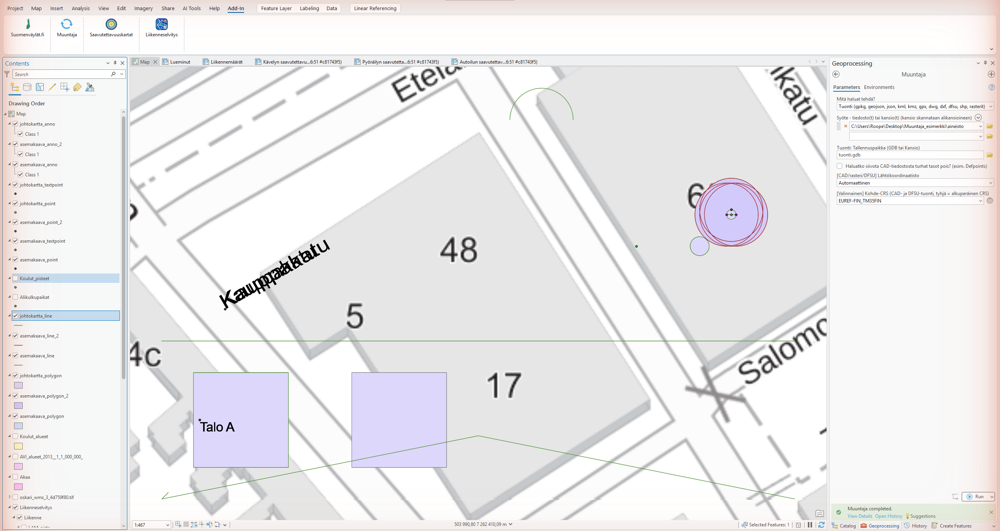 Project Map Insert Analysis View Edit Imagery Share AI Tools Help Add-In Feature Layer Labeling Data Linear Referencing
Suomenväylät.fi Muuntaja Saavutettavuuskartat Liikenneselvitys
Contents
Search
Drawing Order
Map
johtokartta_anno
Class 1
asemakaava_anno_2
Class 1
asemakaava_anno
Class 1
johtokartta_textpoint
johtokartta_point
asemakaava_point_2
asemakaava_textpoint
asemakaava_point
Koulut_pisteet
Alikulkupaikat
johtokartta_line
asemakaava_line_2
asemakaava_line
johtokartta_polygon
asemakaava_polygon_2
asemakaava_polygon
Koulut_alueet
AVI_alueet_2013__1_1_000_000_
Akaa
oskari_wms_3_4d759f80.tif
Liikenneselvitys
Liikenne
Map Lueminut Liikennemäärät Kävelyn saavutettavu...6:51 #c81743f5) Pyöräilyn saavutetta...6:51 #c81743f5) Autoilun saavutettav...6:51 #c81743f5)
Etelä
ikatu
6
48
Kauppakatu
5
4c
Salomo
17
Talo A
1:467
503 990,80 7 262 410,09 m
Selected Features: 1
Geoprocessing
Muuntaja
Parameters Environments
Mitä haluat tehdä?
Tuonti (gpkg, geojson, json, kml, kmz, gpx, dwg, dxf, dfsu, shp, rasterit)
Syöte - tiedosto(t) tai kansio(t) (kansio skannataan alikansioineen)
C:\Users\Roope\Desktop\Muuntaja_esimerkki\aineisto
Tuonti: Tallennuspaikka (GDB tai Kansio)
tuonti.gdb
Haluatko siivota CAD-tiedostosta turhat tasot pois? (esim. Defpoints)
[CAD/rasteri/DFSU] Lähtökoordinaatisto
Automaattinen
[Valinnainen] Kohde-CRS (CAD- ja DFSU-tuonti, tyhjä = alkuperäinen CRS)
EUREF-FIN_TM35FIN
Run
Muuntaja completed.
View Details Open History Suggestions
Catalog Geoprocessing History Create Features